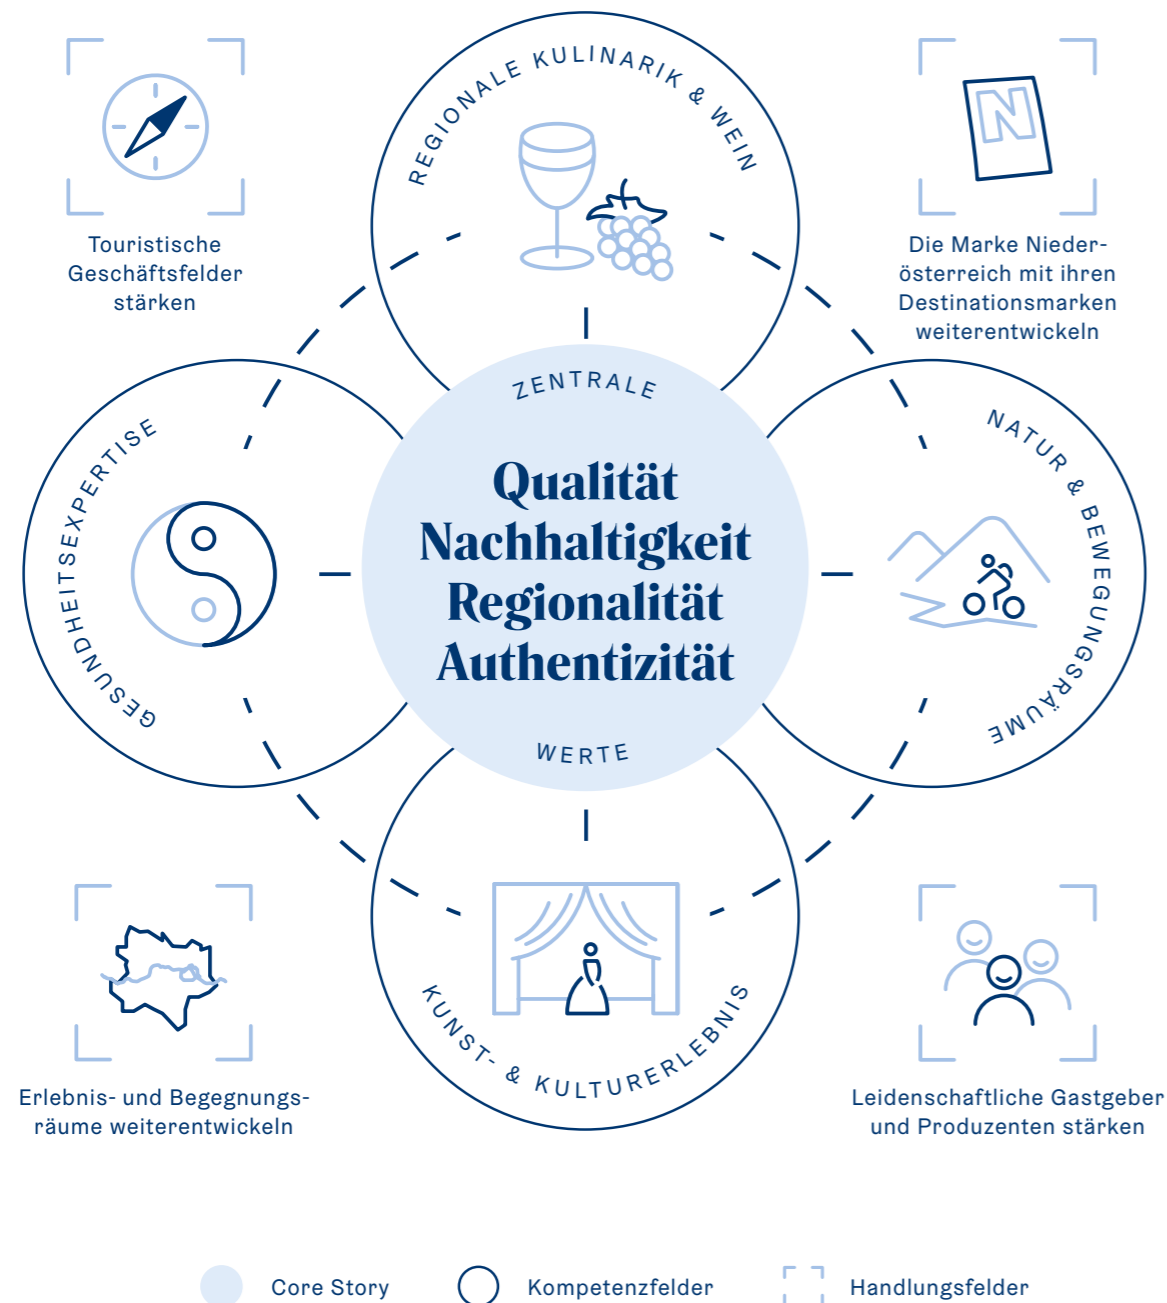 REGIONALE KULINARIK & WEIN
Touristische
Geschäftsfelder
stärken
Die Marke Nieder-
österreich mit ihren
Destinationsmarken
weiterentwickeln
GESUNDHEITSEXPERTISE
ZENTRALE
Qualität
Nachhaltigkeit
Regionalität
Authentizität
WERTE
NATUR & BEWEGUNGSRÄUME
KUNST- & KULTURERLEBNIS
N
Erlebnis- und Begegnungs-
räume weiterentwickeln
Leidenschaftliche Gastgeber
und Produzenten stärken
Core Story
Kompetenzfelder
Handlungsfelder